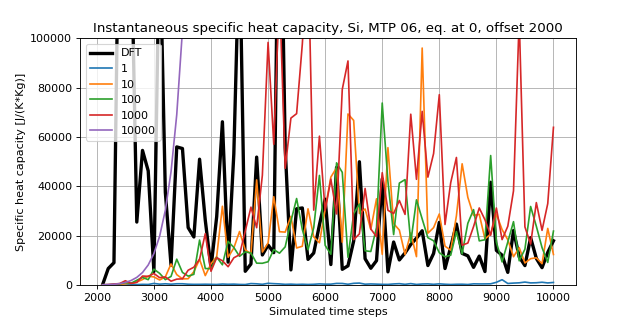 Instantaneous specific heat capacity, Si, MTP 06, eq. at 0, offset 2000
100000
80000
60000
40000
20000
0
Specific heat capacity [J/(K*Kg)]
DFT
1
10
100
1000
10000
2000 3000 4000 5000 6000 7000 8000 9000 10000
Simulated time steps